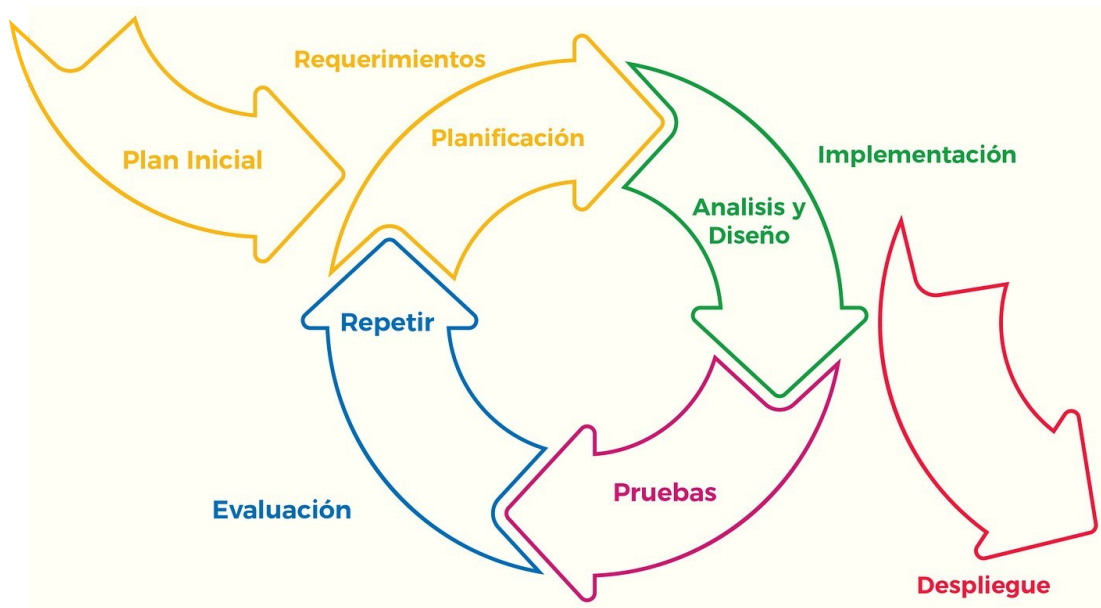 Requerimientos
Plan Inicial
Planificación
Implementación
Analisis y
Diseño
Repetir
Pruebas
Evaluación
Despliegue